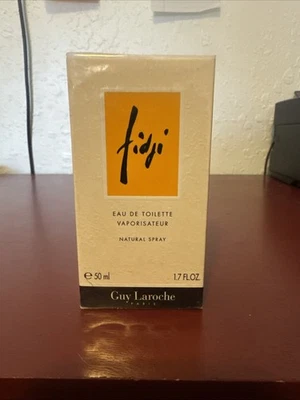 fidji
EAU DE TOILETTE
VAPORISATEUR
NATURAL SPRAY
℮ 50 ml 1.7 FL.OZ.
Guy Laroche
PARIS